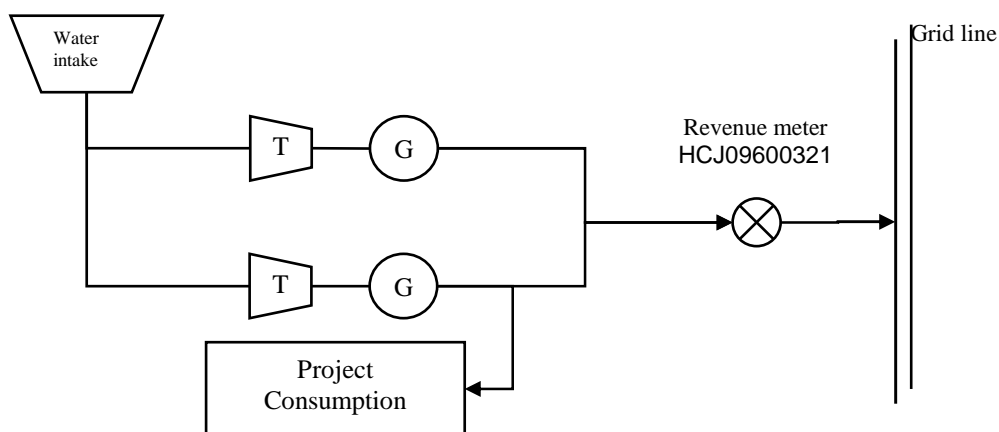 Water
intake
Grid line
Revenue meter
HCJ09600321
T
G
T
G
Project
Consumption